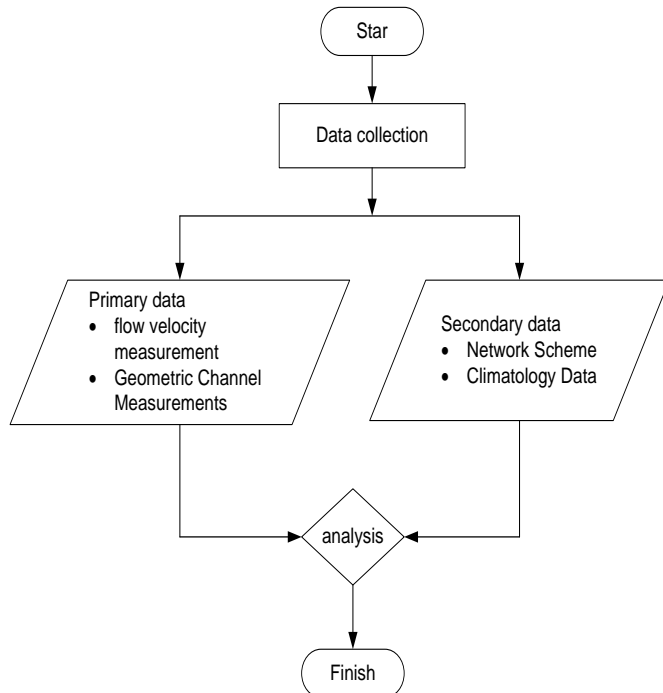 Star
Data collection
Primary data
• flow velocity
measurement
• Geometric Channel
Measurements
Secondary data
• Network Scheme
• Climatology Data
analysis
Finish